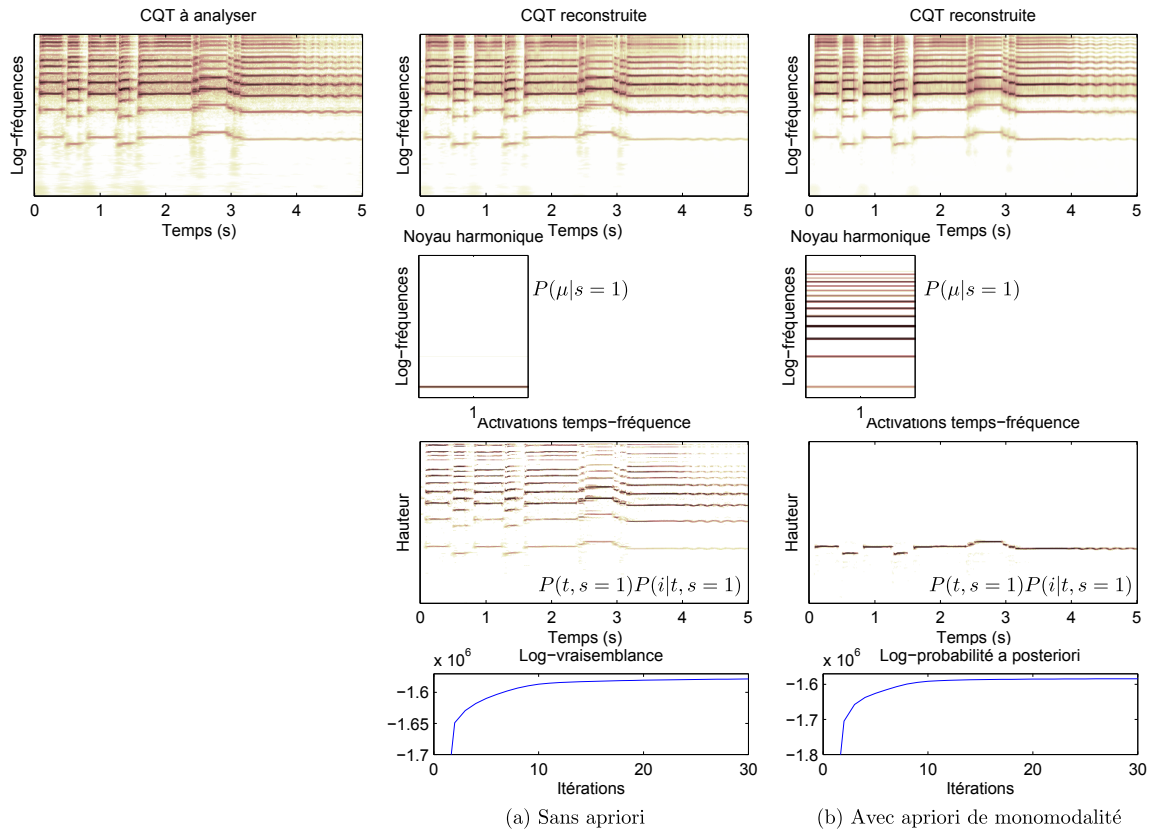 CQT à analyser
Log−fréquences
0 1 2 3 4 5
Temps (s)
CQT reconstruite
Log−fréquences
0 1 2 3 4 5
Temps (s)
CQT reconstruite
Log−fréquences
0 1 2 3 4 5
Temps (s)
Noyau harmonique
Log−fréquences
P(μ|s = 1)
1
Noyau harmonique
Log−fréquences
P(μ|s = 1)
1
Activations temps−fréquence
Hauteur
P(t, s = 1)P(i|t, s = 1)
0 1 2 3 4 5
Temps (s)
Activations temps−fréquence
Hauteur
P(t, s = 1)P(i|t, s = 1)
0 1 2 3 4 5
Temps (s)
x 10⁶
Log−vraisemblance
−1.6
−1.65
−1.7
0 10 20 30
Itérations
x 10⁶
Log−probabilité a posteriori
−1.6
−1.7
−1.8
0 10 20 30
Itérations
(a) Sans apriori
(b) Avec apriori de monomodalité